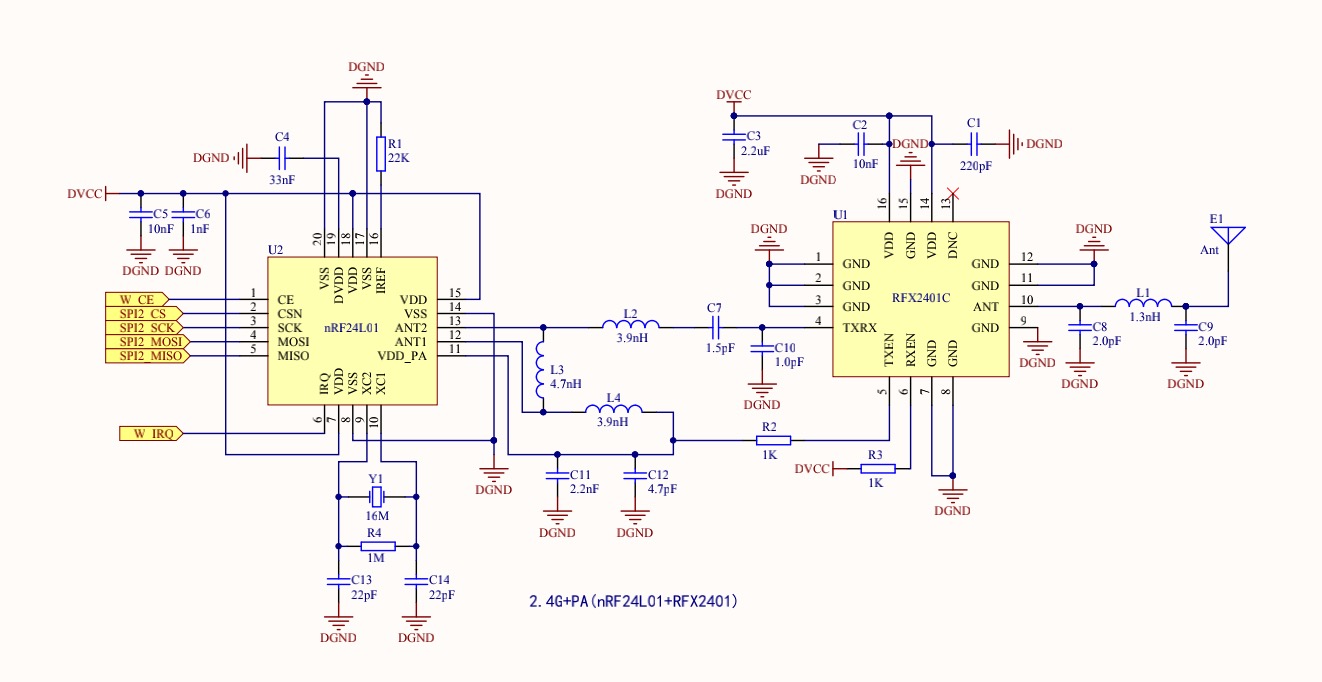 DGND
DVCC
C4
DGND
33nF
R1
22K
C3
2.2uF
DGND
C2
10nF
DGND
DGND
C1
220pF
DGND
DVCC
C5
10nF
DGND
C6
1nF
DGND
U2
20
19
18
17
16
VSS
DVDD
VDD
VSS
IREF
W_CE
SPI2_CS
SPI2_SCK
SPI2_MOSI
SPI2_MISO
1
2
3
4
5
CE
CSN
SCK
MOSI
MISO
nRF24L01
VDD
VSS
ANT2
ANT1
VDD_PA
15
14
13
12
11
IRQ
VDD
VSS
XC2
XC1
6
7
8
9
10
W_IRQ
Y1
16M
R4
1M
C13
22pF
DGND
C14
22pF
DGND
DGND
L2
3.9nH
L3
4.7nH
L4
3.9nH
C7
1.5pF
C10
1.0pF
DGND
C11
2.2nF
DGND
C12
4.7pF
DGND
R2
1K
DVCC
R3
1K
U1
16
15
14
13
VDD
GND
VDD
DNC
DGND
1
2
3
4
GND
GND
GND
TXRX
RFX2401C
GND
GND
ANT
GND
12
11
10
9
DGND
DGND
TXEN
RXEN
GND
GND
5
6
7
8
DGND
C8
2.0pF
DGND
L1
1.3nH
C9
2.0pF
DGND
E1
Ant
2.4G+PA(nRF24L01+RFX2401)